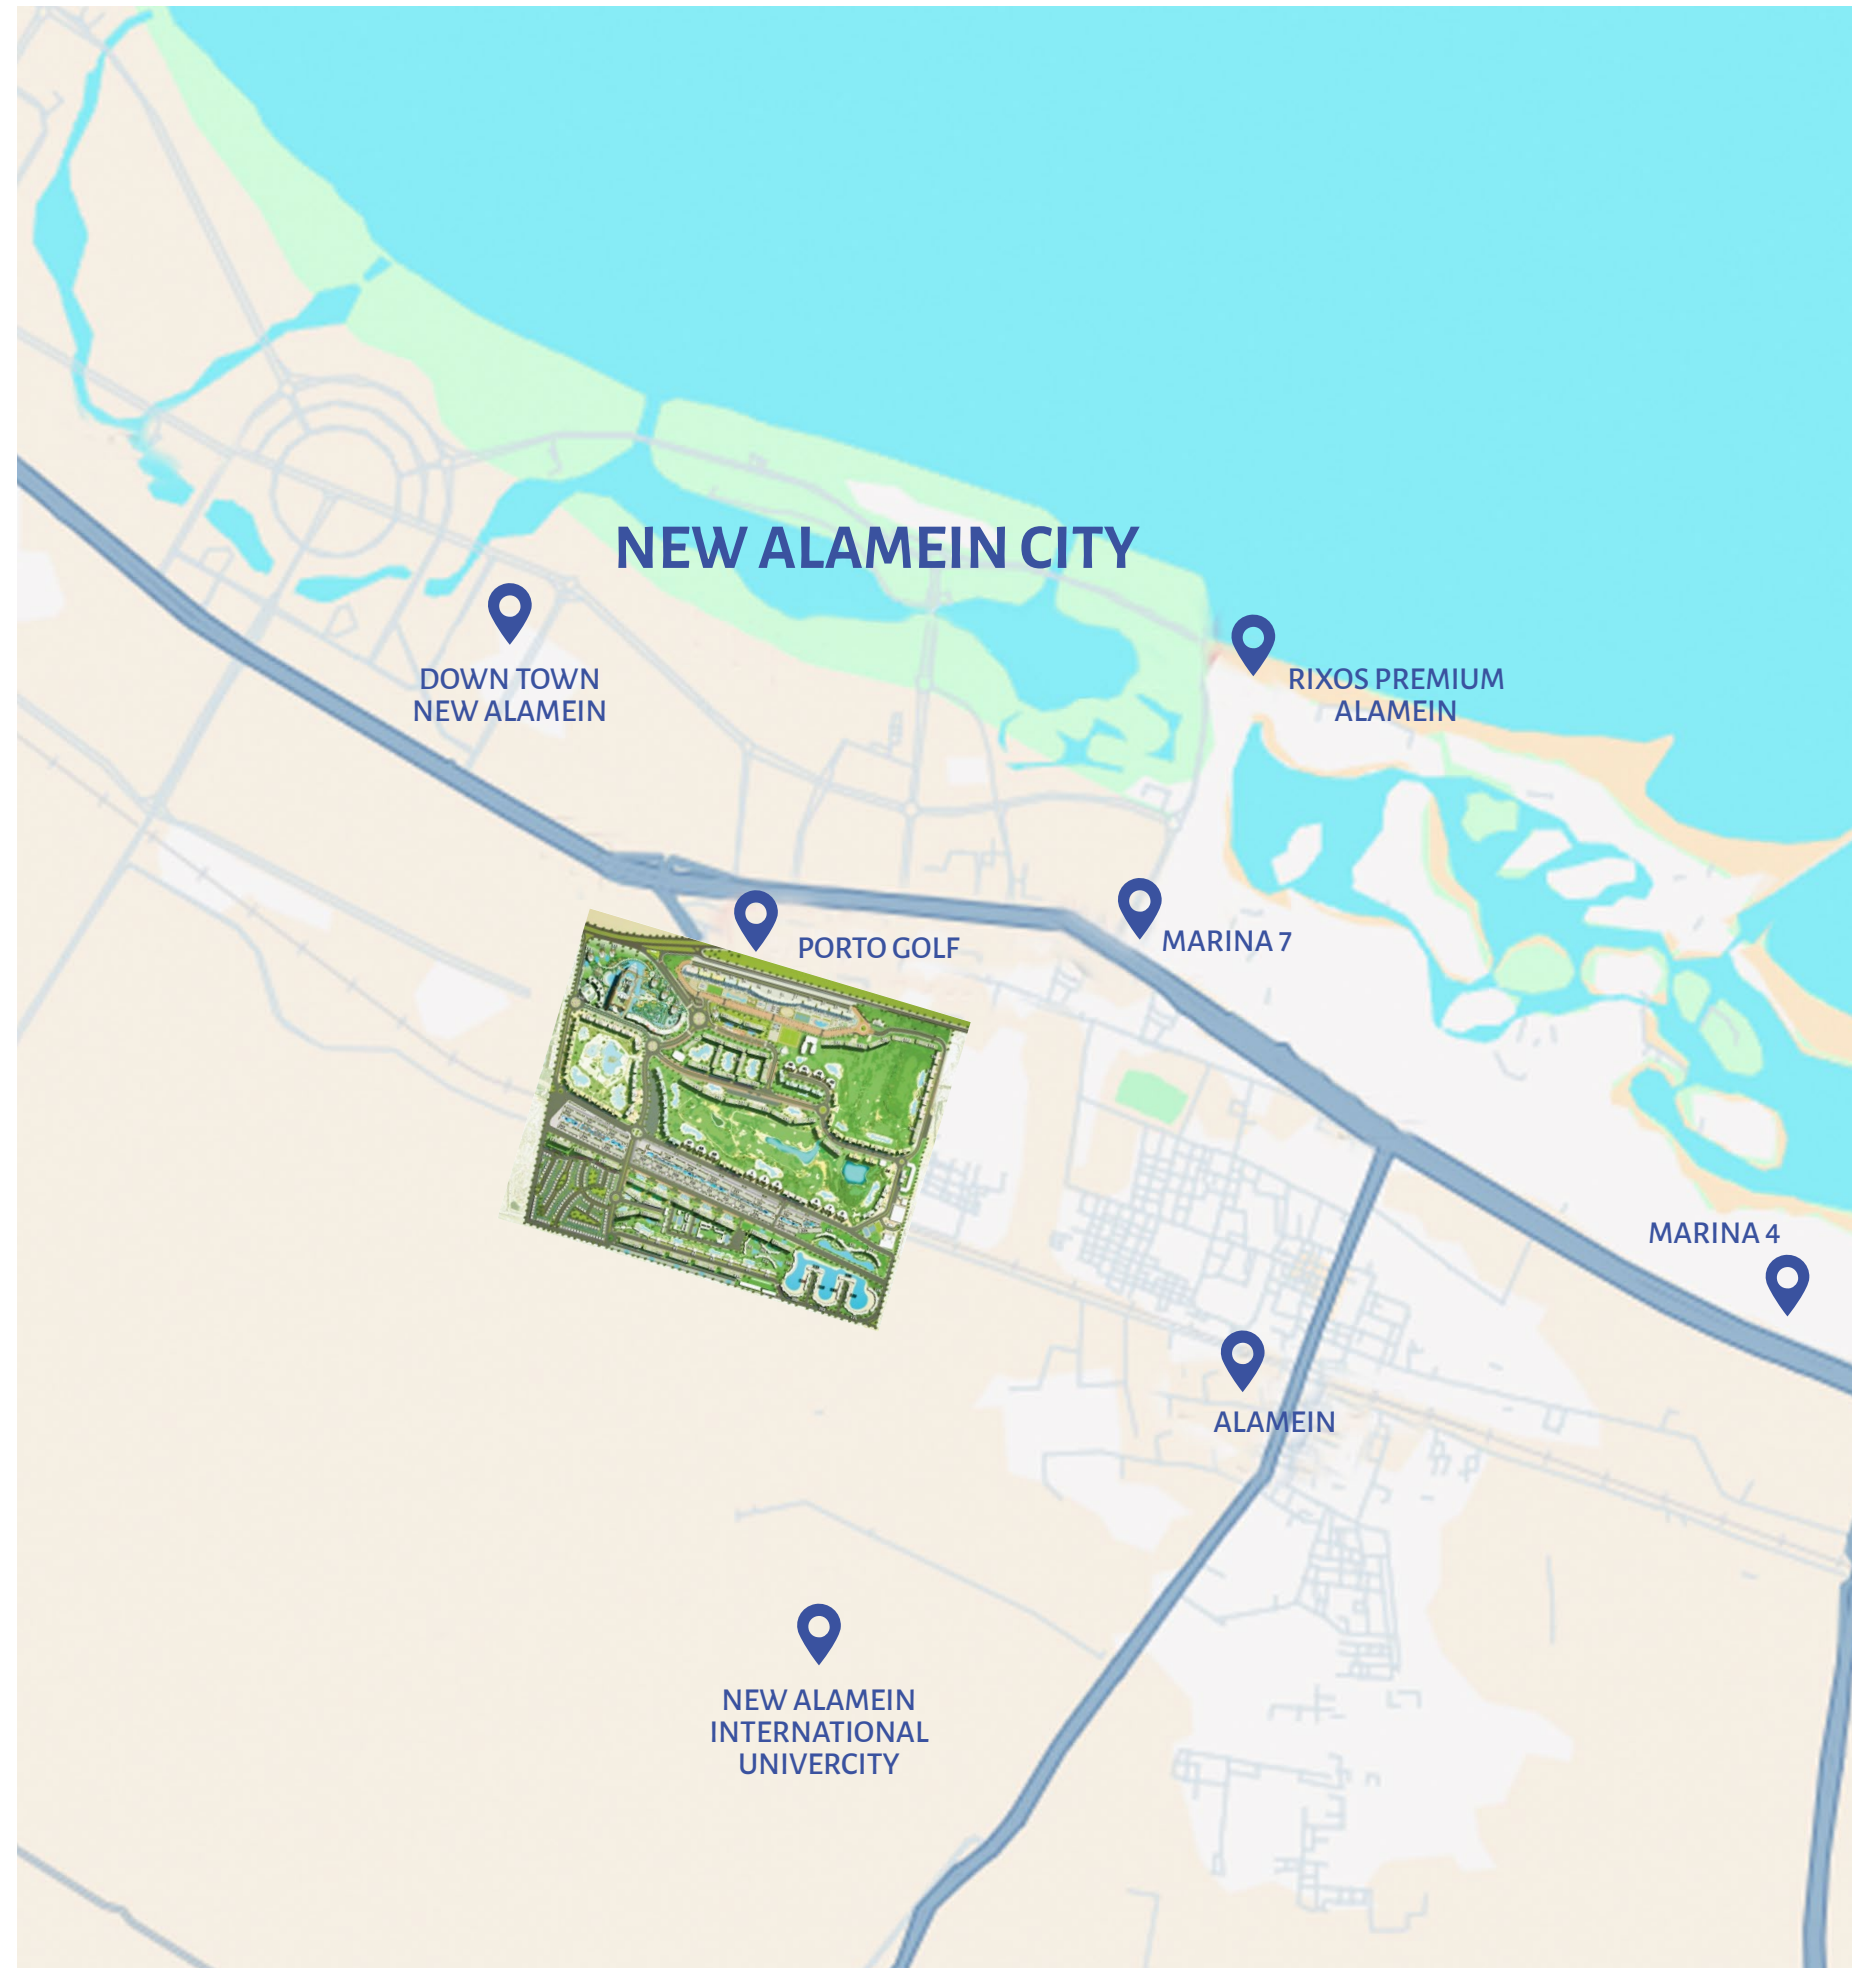 NEW ALAMEIN CITY
DOWN TOWN
NEW ALAMEIN
RIXOS PREMIUM
ALAMEIN
PORTO GOLF
MARINA 7
MARINA 4
ALAMEIN
NEW ALAMEIN
INTERNATIONAL
UNIVERCITY